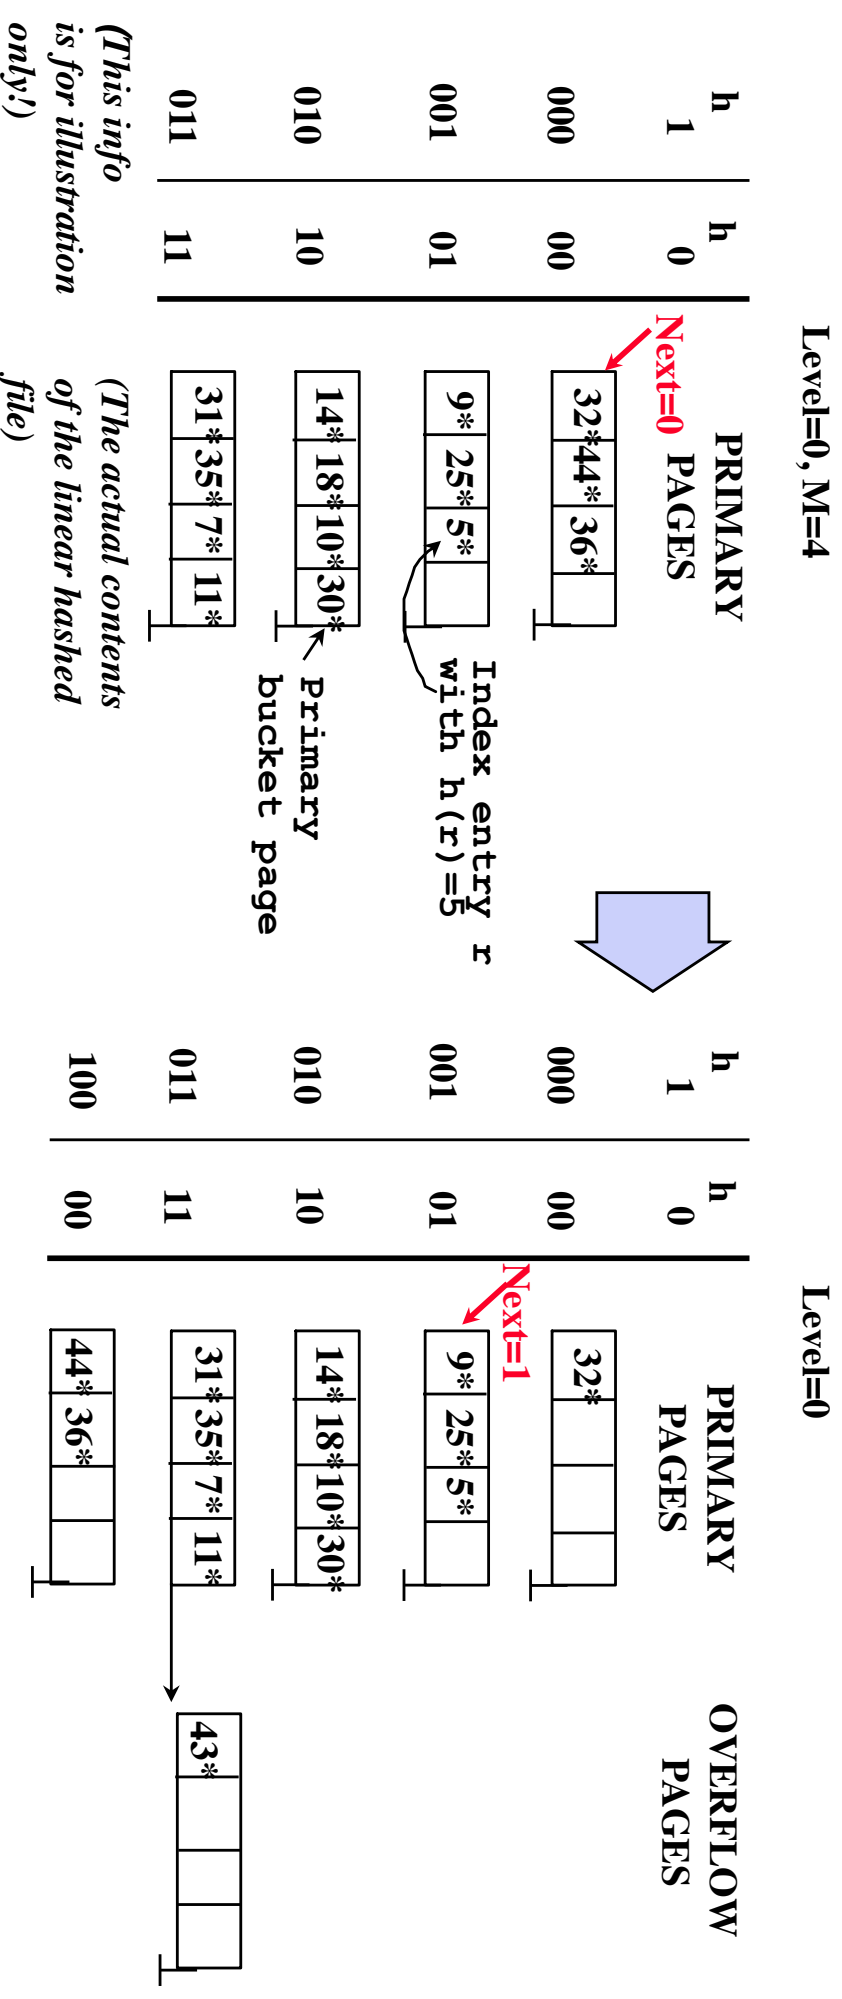 Level=0, M=4
h
1
h
0
PRIMARY
PAGES
Next=0
000 00 32* 44* 36*
001 01 9* 25* 5*
010 10 14* 18* 10* 30*
011 11 31* 35* 7* 11*
Index entry r
with h(r)=5
Primary
bucket page
(This info
is for illustration
only!)
(The actual contents
of the linear hashed
file)
Level=0
h
1
h
0
PRIMARY
PAGES
OVERFLOW
PAGES
Next=1
000 00 32*
001 01 9* 25* 5*
010 10 14* 18* 10* 30*
011 11 31* 35* 7* 11* 43*
100 00 44* 36*